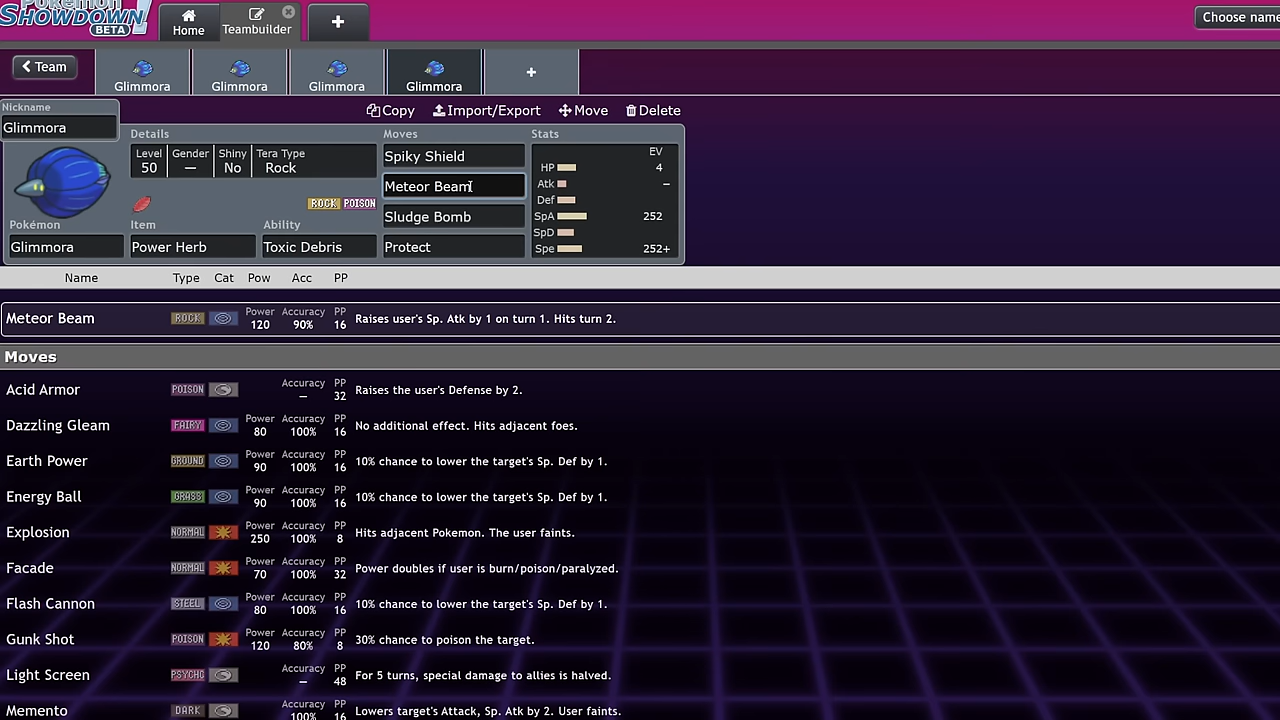 Pokémon
SHOWDOWN!
BETA
Home
Teambuilder
+
Choose name
< Team
Glimmora
Glimmora
Glimmora
Glimmora
+
Nickname
Glimmora
Copy
Import/Export
Move
Delete
Details
Level
50
Gender
—
Shiny
No
Tera Type
Rock
ROCK POISON
Pokémon
Glimmora
Item
Power Herb
Ability
Toxic Debris
Moves
Spiky Shield
Meteor Beam
Sludge Bomb
Protect
Stats
EV
HP 4
Atk –
Def
SpA 252
SpD
Spe 252+
Name Type Cat Pow Acc PP
Meteor Beam ROCK Power 120 Accuracy 90% PP 16 Raises user's Sp. Atk by 1 on turn 1. Hits turn 2.
Moves
Acid Armor POISON Accuracy — PP 32 Raises the user's Defense by 2.
Dazzling Gleam FAIRY Power 80 Accuracy 100% PP 16 No additional effect. Hits adjacent foes.
Earth Power GROUND Power 90 Accuracy 100% PP 16 10% chance to lower the target's Sp. Def by 1.
Energy Ball GRASS Power 90 Accuracy 100% PP 16 10% chance to lower the target's Sp. Def by 1.
Explosion NORMAL Power 250 Accuracy 100% PP 8 Hits adjacent Pokemon. The user faints.
Facade NORMAL Power 70 Accuracy 100% PP 32 Power doubles if user is burn/poison/paralyzed.
Flash Cannon STEEL Power 80 Accuracy 100% PP 16 10% chance to lower the target's Sp. Def by 1.
Gunk Shot POISON Power 120 Accuracy 80% PP 8 30% chance to poison the target.
Light Screen PSYCHC Accuracy — PP 48 For 5 turns, special damage to allies is halved.
Memento DARK Accuracy 100% PP 16 Lowers target's Attack, Sp. Atk by 2. User faints.